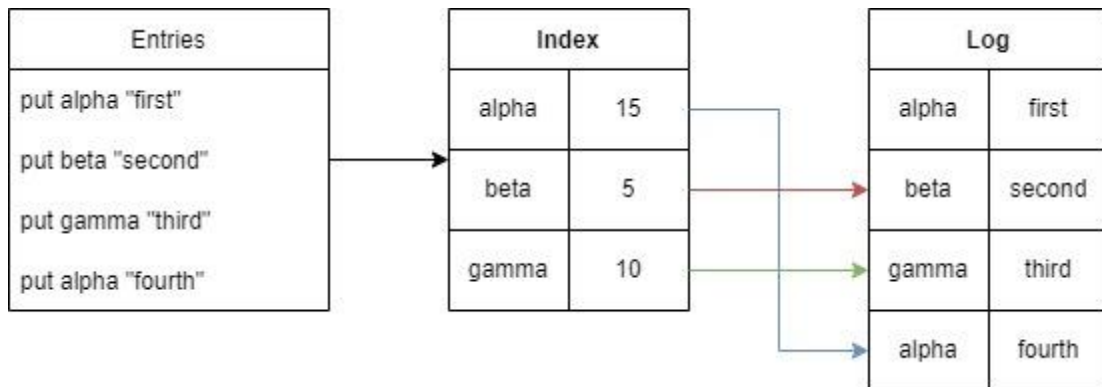 Entries
put alpha "first"
put beta "second"
put gamma "third"
put alpha "fourth"
Index
alpha 15
beta 5
gamma 10
Log
alpha first
beta second
gamma third
alpha fourth